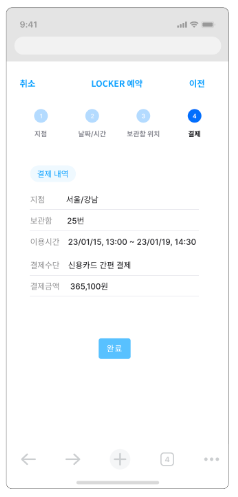 9:41
취소 LOCKER 예약 이전
1 2 3 4
지점 날짜/시간 보관함 위치 결제
결제 내역
지점 서울/강남
보관함 25번
이용시간 23/01/15, 13:00 ~ 23/01/19, 14:30
결제수단 신용카드 간편 결제
결제금액 365,100원
완료
4